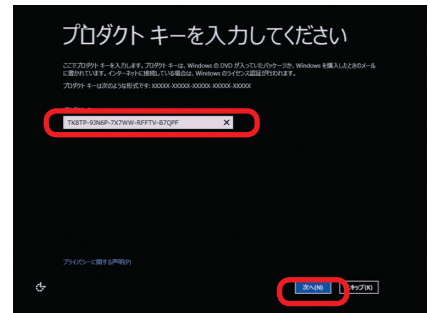 プロダクト キーを入力してください
ここでプロダクト キーを入力します。プロダクト キーは、Windows の DVD が入っていたパッケージか、Windows を購入したときのメール
に書かれています。インターネットに接続している場合は、Windows のライセンス認証が行われます。
プロダクト キーは次のような形式です: XXXXX-XXXXX-XXXXX-XXXXX-XXXXX
TK8TP-9JN6P-7X7WW-RFFTV-B7QPF
プライバシーに関する声明(P)
次へ(N) キップ(K)